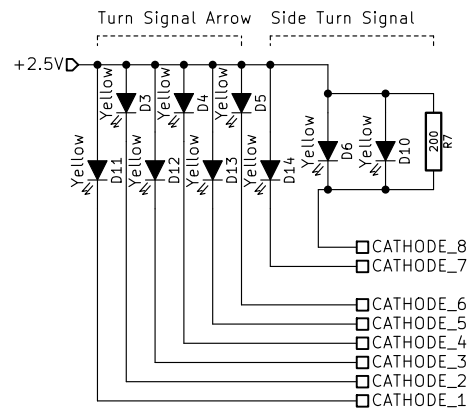 Turn Signal Arrow Side Turn Signal
+2.5V
Yellow D3 Yellow D4 Yellow D5
Yellow D11 Yellow D12 Yellow D13 Yellow D14 Yellow D6 Yellow D10 200 R7
CATHODE_8
CATHODE_7
CATHODE_6
CATHODE_5
CATHODE_4
CATHODE_3
CATHODE_2
CATHODE_1